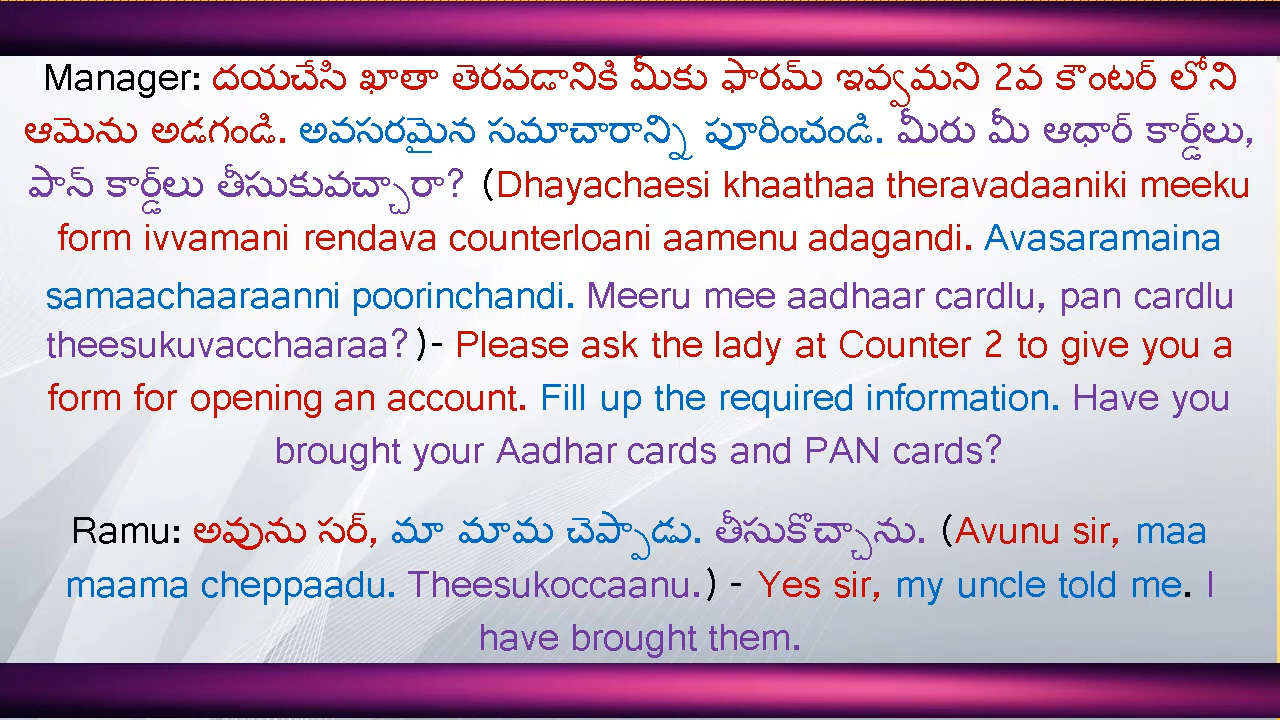 Manager: దయచేసి ఖాతా తెరవడానికి మీకు ఫారమ్ ఇవ్వమని 2వ కౌంటర్ లోని
ఆమెను అడగండి. అవసరమైన సమాచారాన్ని పూరించండి. మీరు మీ ఆధార్ కార్డ్‌లు,
పాన్ కార్డ్‌లు తీసుకువచ్చారా? (Dhayachaesi khaathaa theravadaaniki meeku
form ivvamani rendava counterloani aamenu adagandi. Avasaramaina
samaachaaraanni poorinchandi. Meeru mee aadhaar cardlu, pan cardlu
theesukuvacchaaraa?)- Please ask the lady at Counter 2 to give you a
form for opening an account. Fill up the required information. Have you
brought your Aadhar cards and PAN cards?
Ramu: అవును సర్, మా మామ చెప్పాడు. తీసుకొచ్చాను. (Avunu sir, maa
maama cheppaadu. Theesukoccaanu.) - Yes sir, my uncle told me. I
have brought them.